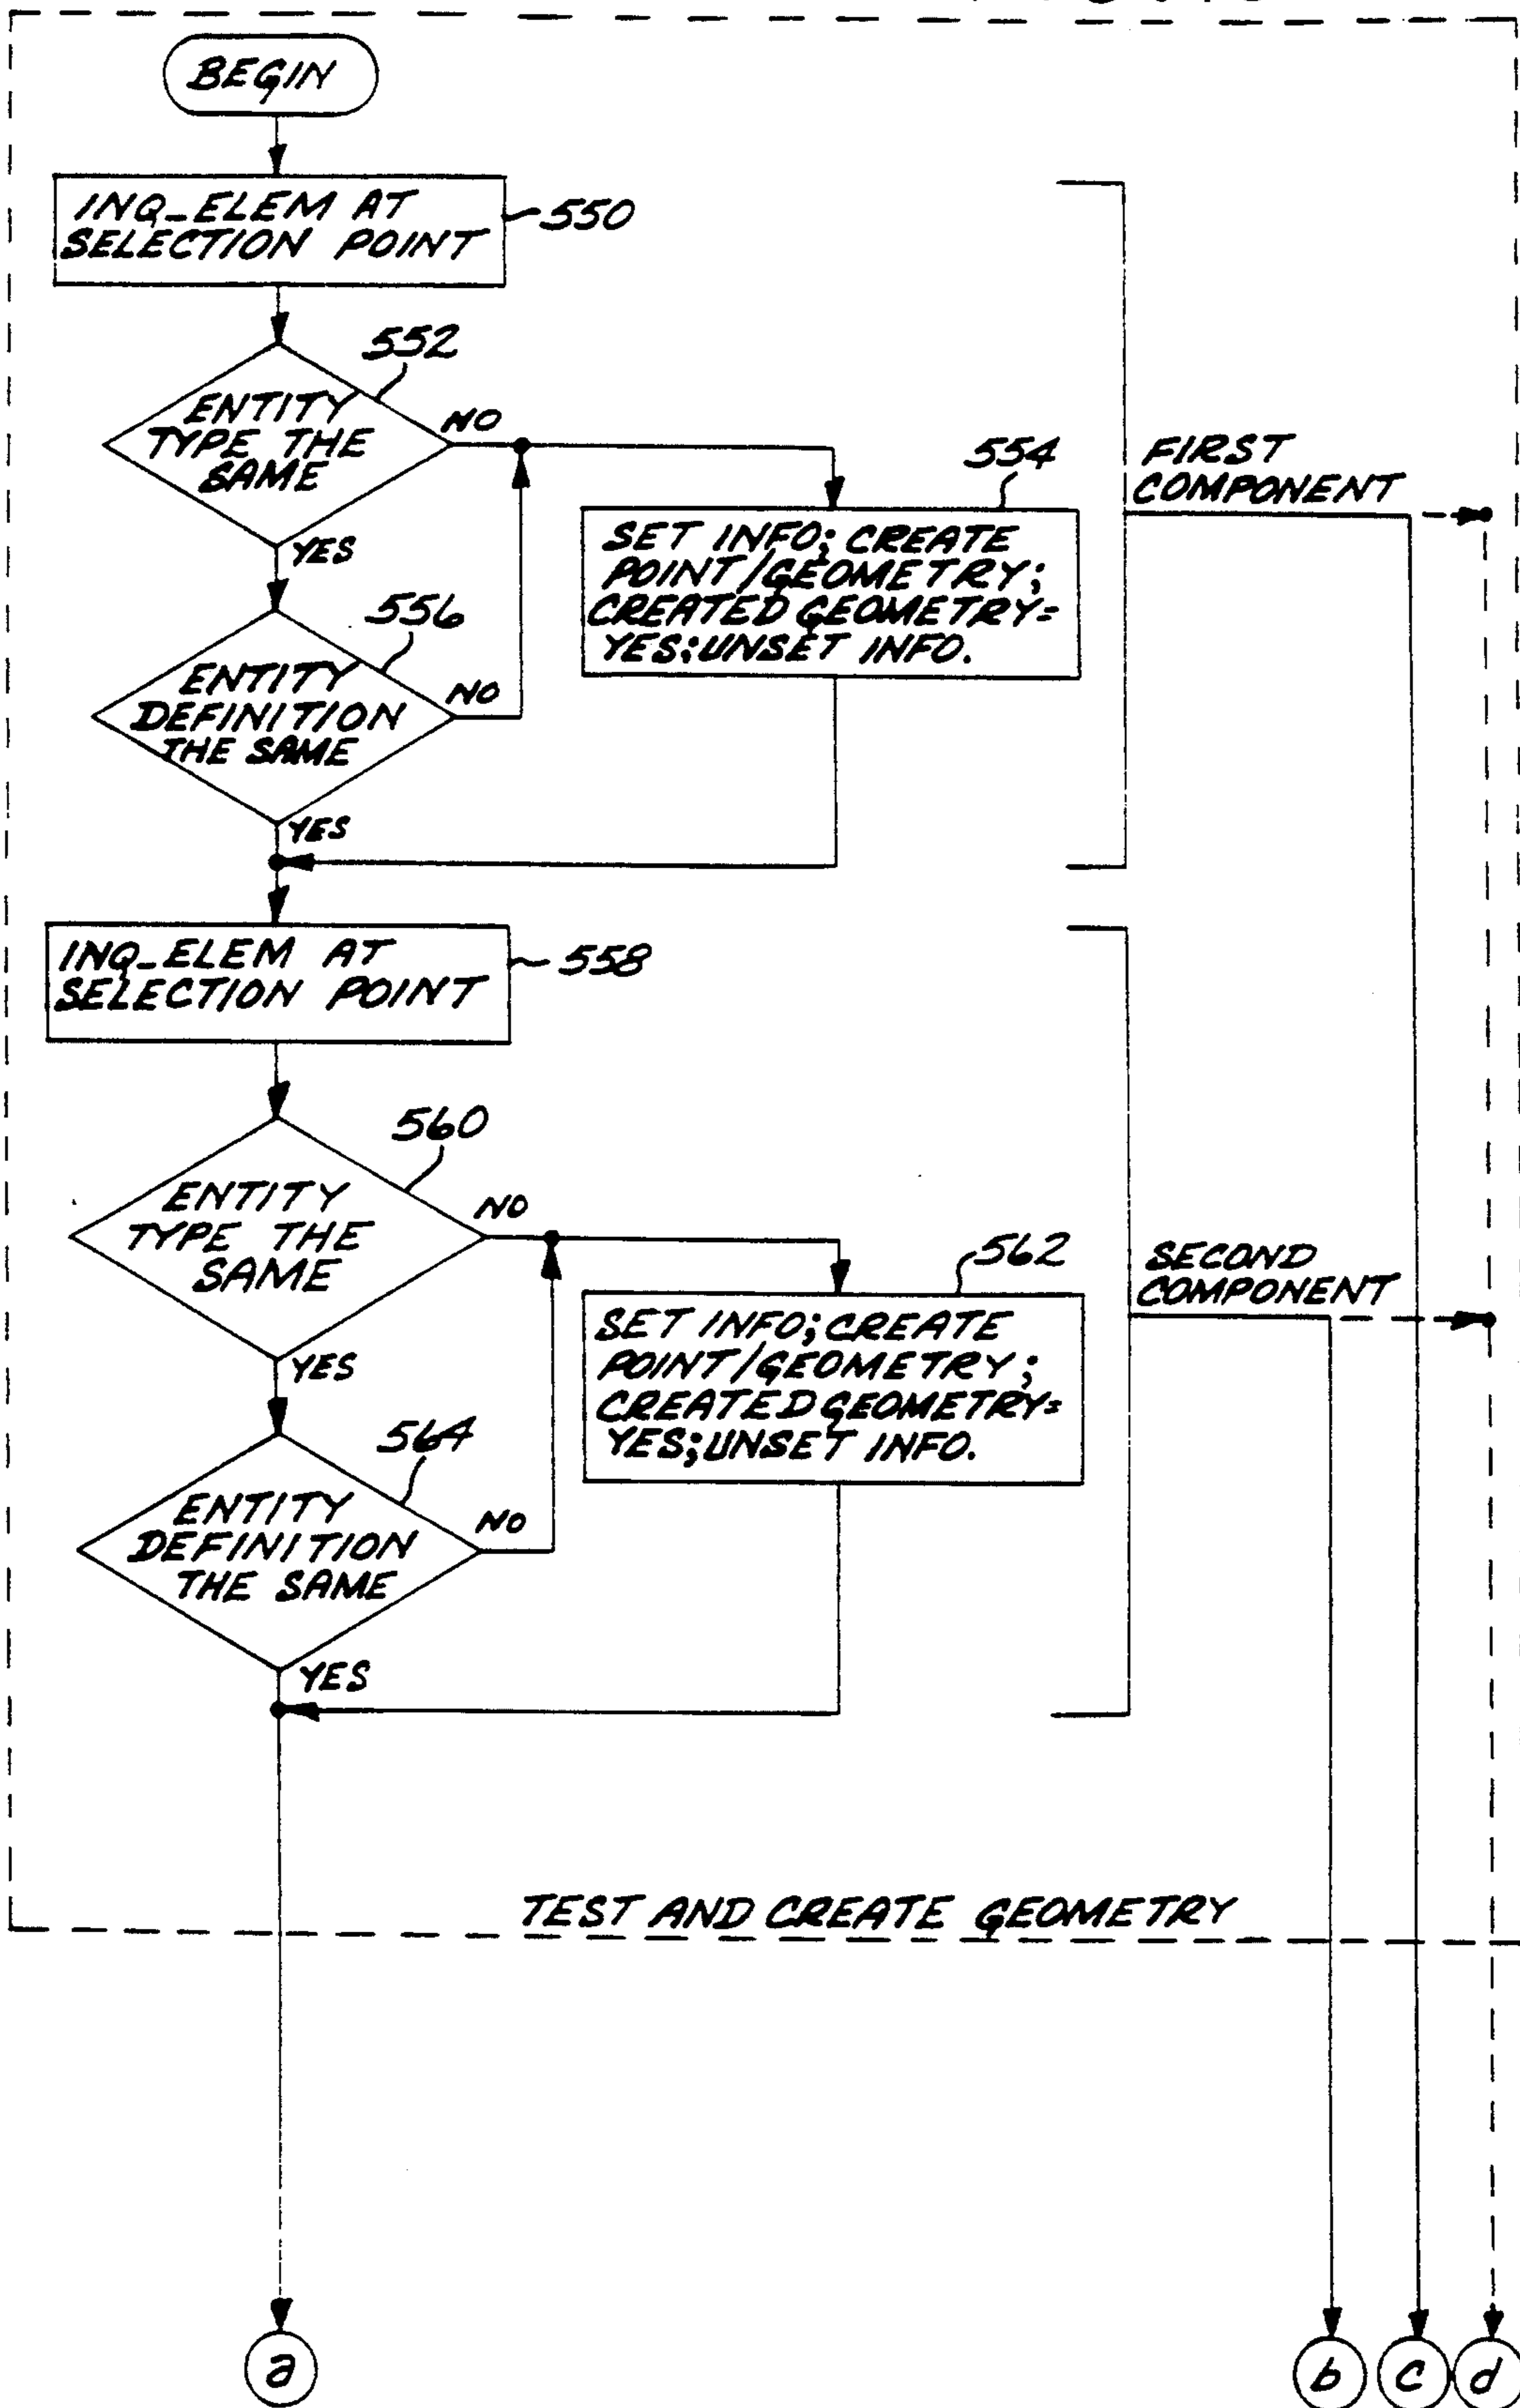 BEGIN
INQ_ELEM AT
SELECTION POINT
550
552
ENTITY
TYPE THE
SAME
NO
YES
554
SET INFO; CREATE
POINT/GEOMETRY;
CREATED GEOMETRY=
YES; UNSET INFO.
FIRST
COMPONENT
556
ENTITY
DEFINITION
THE SAME
NO
YES
INQ_ELEM AT
SELECTION POINT
558
560
ENTITY
TYPE THE
SAME
NO
YES
562
SET INFO; CREATE
POINT/GEOMETRY;
CREATED GEOMETRY=
YES; UNSET INFO.
SECOND
COMPONENT
564
ENTITY
DEFINITION
THE SAME
NO
YES
TEST AND CREATE GEOMETRY
a
b
c
d